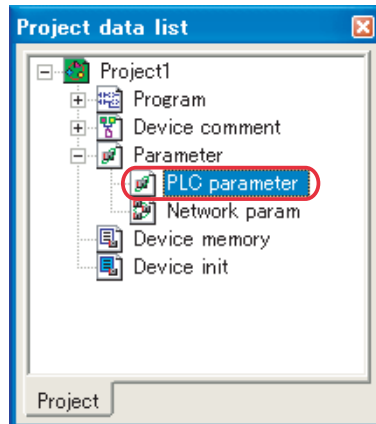 Project data list
Project1
Program
Device comment
Parameter
PLC parameter
Network param
Device memory
Device init
Project